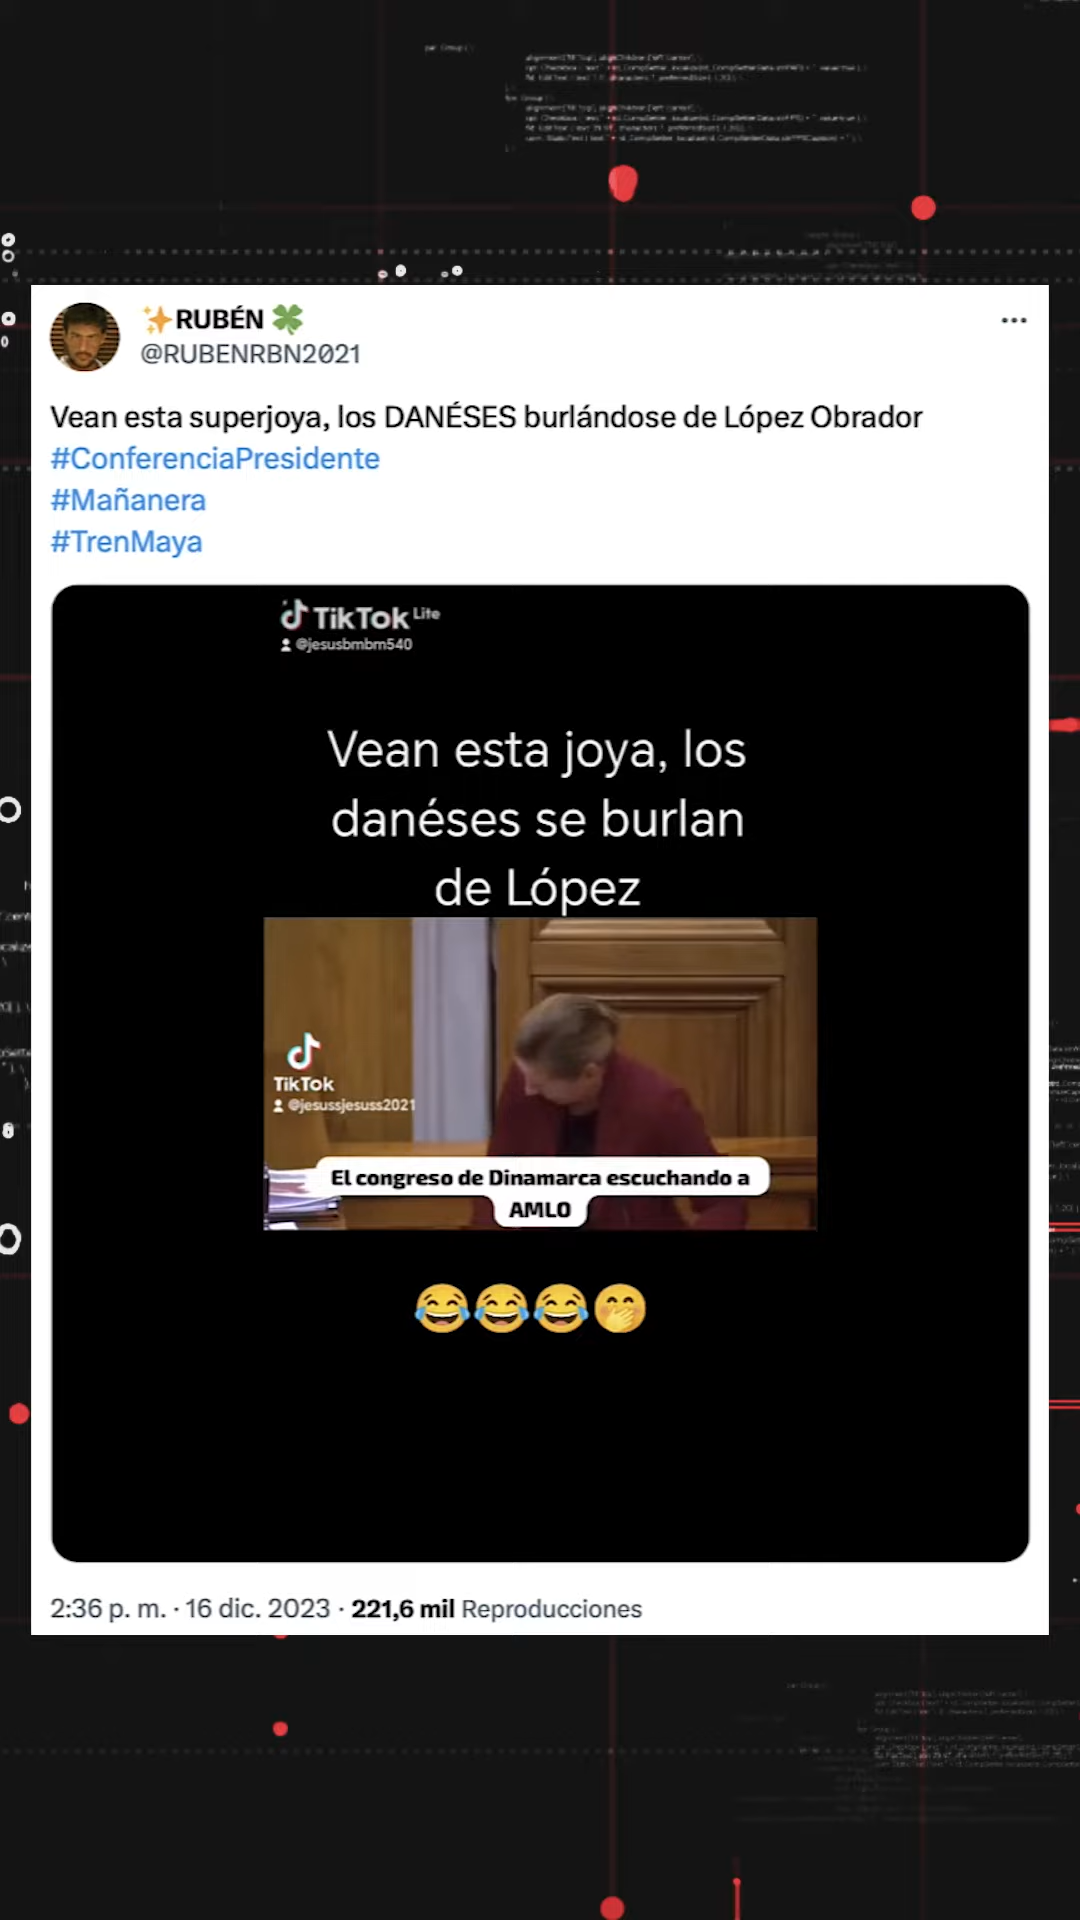 RUBÉN
@RUBENRBN2021
Vean esta superjoya, los DANÉSES burlándose de López Obrador
#ConferenciaPresidente
#Mañanera
#TrenMaya
TikTok Lite
@jesusbmbm540
Vean esta joya, los
danéses se burlan
de López
TikTok
@jesussjesuss2021
El congreso de Dinamarca escuchando a
AMLO
2:36 p. m. · 16 dic. 2023 · 221,6 mil Reproducciones